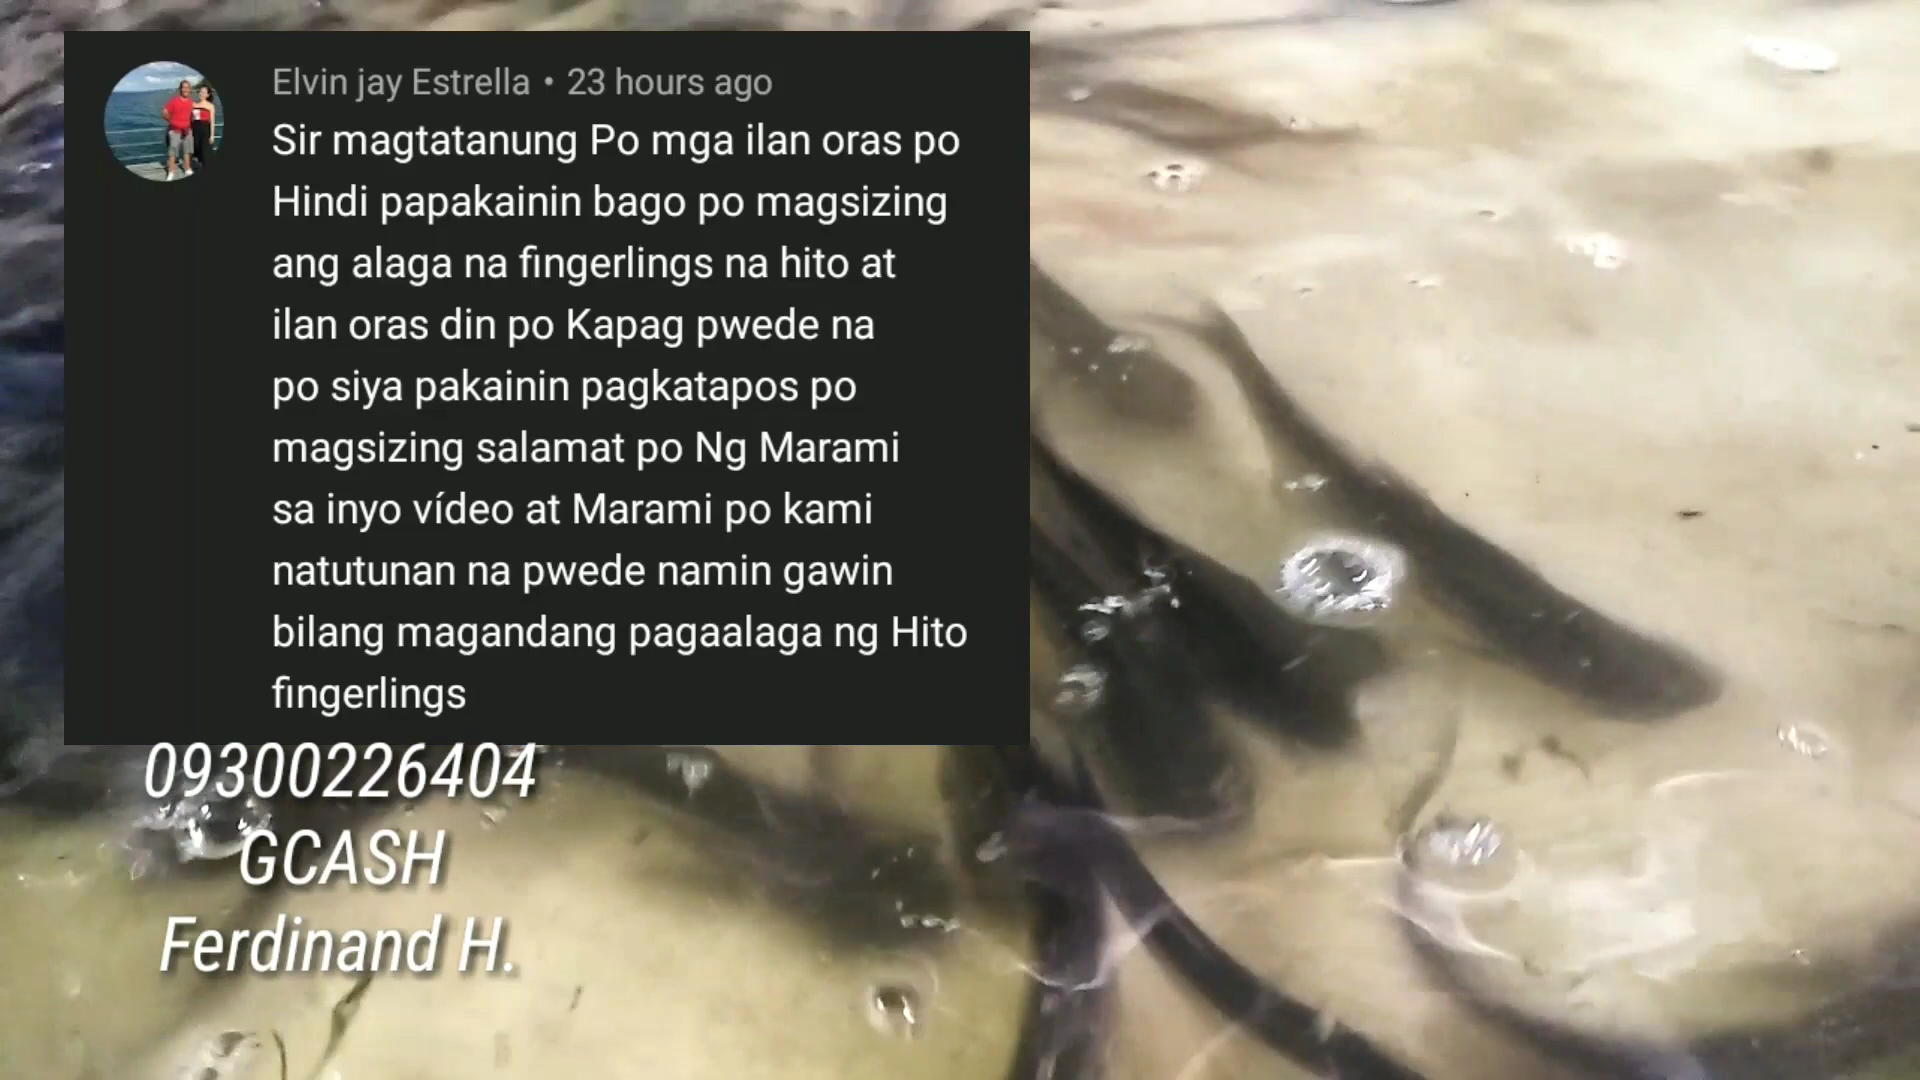 Elvin jay Estrella • 23 hours ago
Sir magtatanung Po mga ilan oras po
Hindi papakainin bago po magsizing
ang alaga na fingerlings na hito at
ilan oras din po Kapag pwede na
po siya pakainin pagkatapos po
magsizing salamat po Ng Marami
sa inyo vídeo at Marami po kami
natutunan na pwede namin gawin
bilang magandang pagaalaga ng Hito
fingerlings
09300226404
GCASH
Ferdinand H.